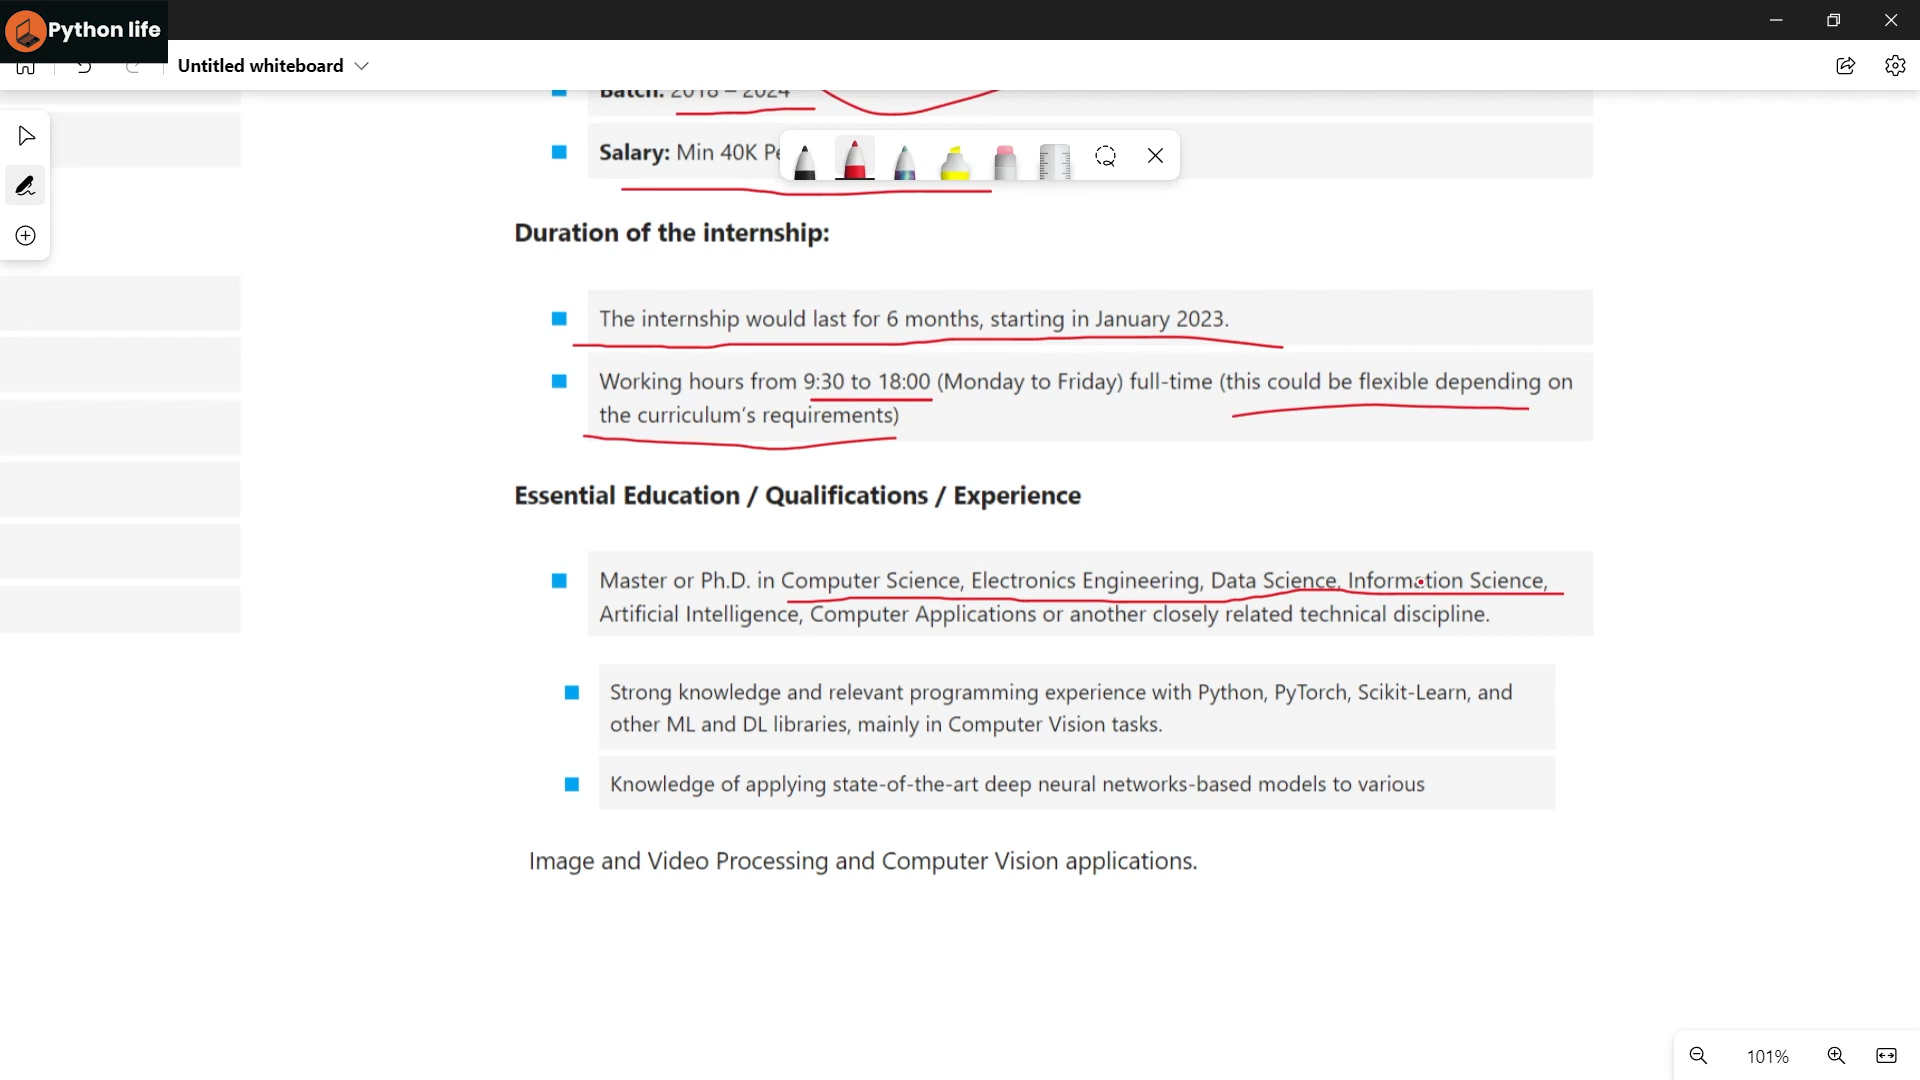 Python life
Untitled whiteboard
Batch: 2018 – 2024
Salary: Min 40K
Duration of the internship:
The internship would last for 6 months, starting in January 2023.
Working hours from 9:30 to 18:00 (Monday to Friday) full-time (this could be flexible depending on
the curriculum's requirements)
Essential Education / Qualifications / Experience
Master or Ph.D. in Computer Science, Electronics Engineering, Data Science, Information Science,
Artificial Intelligence, Computer Applications or another closely related technical discipline.
Strong knowledge and relevant programming experience with Python, PyTorch, Scikit-Learn, and
other ML and DL libraries, mainly in Computer Vision tasks.
Knowledge of applying state-of-the-art deep neural networks-based models to various
Image and Video Processing and Computer Vision applications.
101%